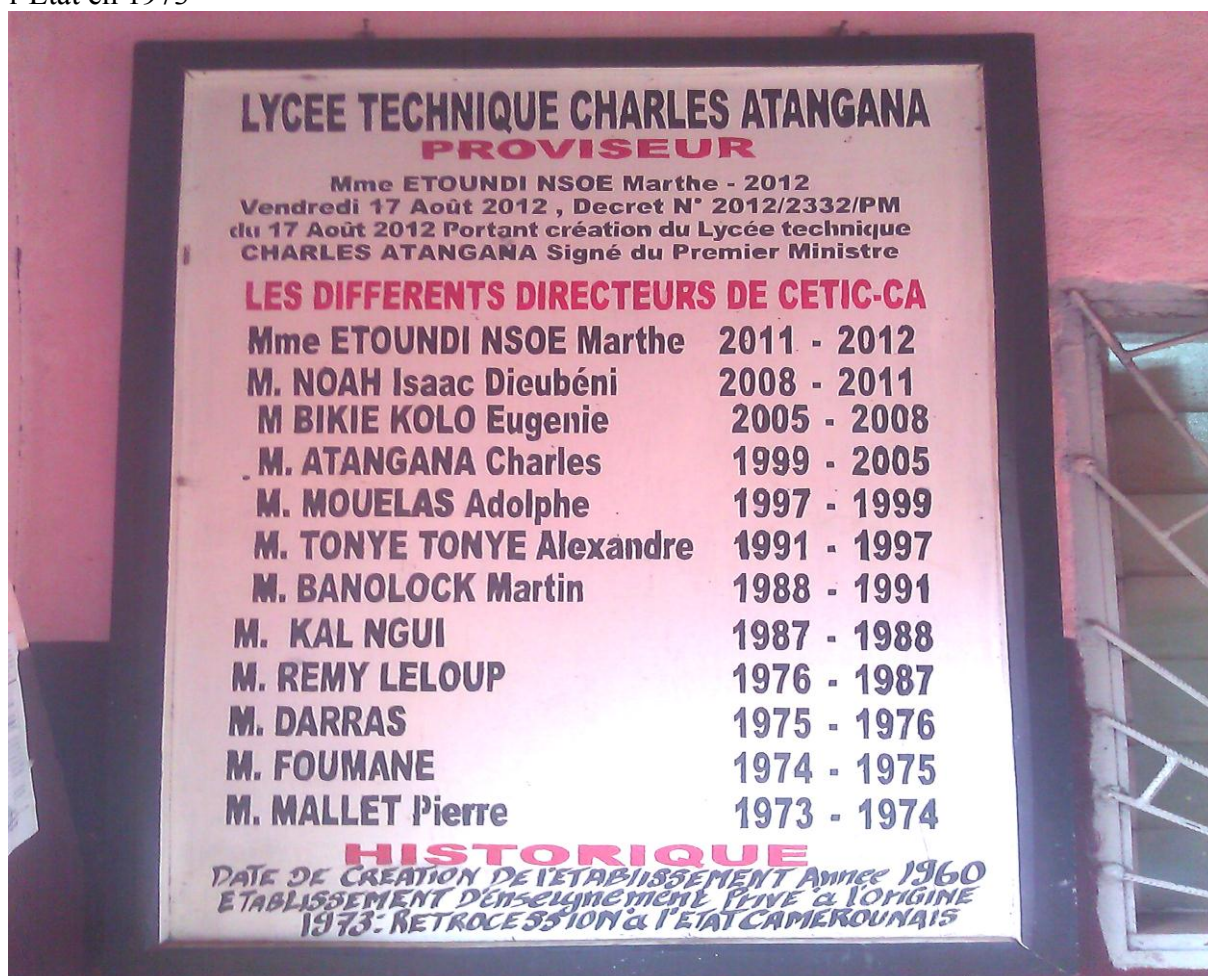 l'Etat en 1973
LYCEE TECHNIQUE CHARLES ATANGANA
PROVISEUR
Mme ETOUNDI NSOE Marthe - 2012
Vendredi 17 Août 2012 , Decret N° 2012/2332/PM
du 17 Août 2012 Portant création du Lycée technique
CHARLES ATANGANA Signé du Premier Ministre
LES DIFFERENTS DIRECTEURS DE CETIC-CA
Mme ETOUNDI NSOE Marthe 2011 - 2012
M. NOAH Isaac Dieubéni 2008 - 2011
M BIKIE KOLO Eugenie 2005 - 2008
M. ATANGANA Charles 1999 - 2005
M. MOUELAS Adolphe 1997 - 1999
M. TONYE TONYE Alexandre 1991 - 1997
M. BANOLOCK Martin 1988 - 1991
M. KAL NGUI 1987 - 1988
M. REMY LELOUP 1976 - 1987
M. DARRAS 1975 - 1976
M. FOUMANE 1974 - 1975
M. MALLET Pierre 1973 - 1974
HISTORIQUE
DATE DE CREATION DE l'ETABLISSEMENT Annee 1960
ETABLISSEMENT D'Enseignement Privé à l'ORIGINE
1973: RETROCESSION à l'ETAT CAMEROUNAIS